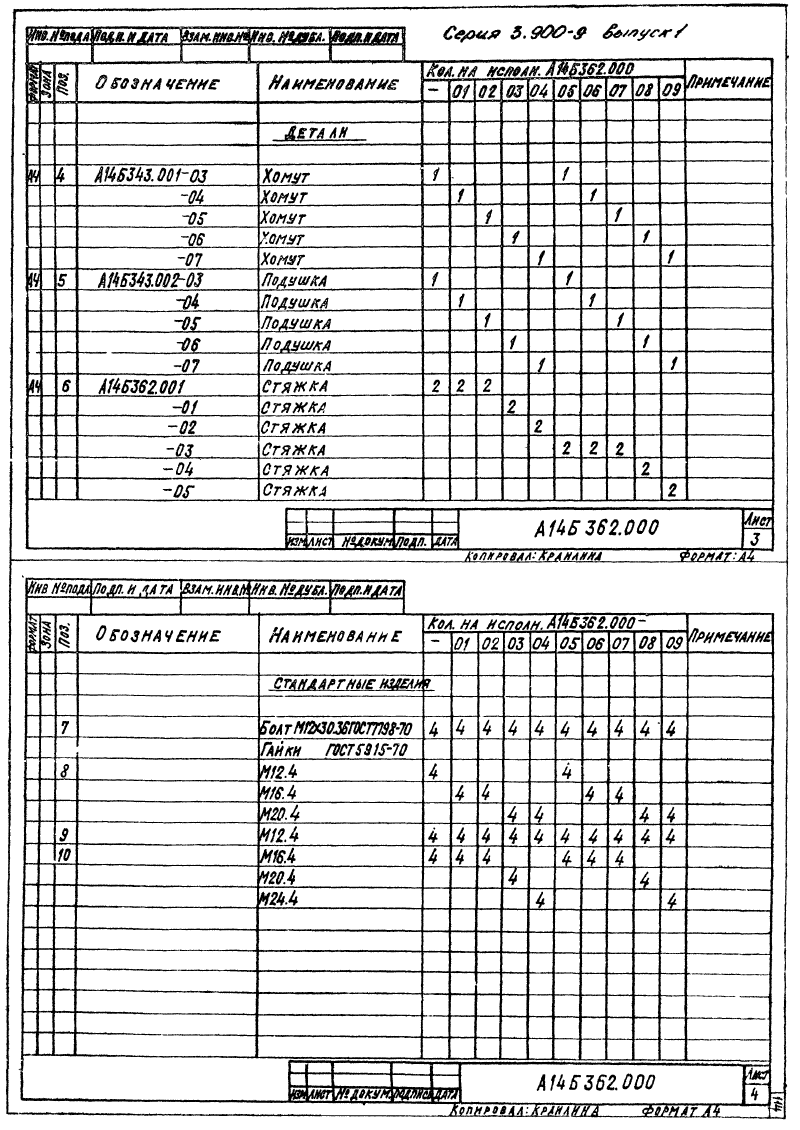 Серия 3.900-9 выпуск 1
Инв. № подл. Подп. и дата Взам. инв. № Инв. № дубл. Подп. и дата
Формат Зона Поз. Обозначение Наименование Кол. на исполн. А14Б362.000 Примечание
– 01 02 03 04 05 06 07 08 09
Детали
А4 4 А14Б343.001-03 Хомут 1 1
-04 Хомут 1 1
-05 Хомут 1 1
-06 Хомут 1 1
-07 Хомут 1 1
А4 5 А14Б343.002-03 Подушка 1 1
-04 Подушка 1 1
-05 Подушка 1 1
-06 Подушка 1 1
-07 Подушка 1 1
А4 6 А14Б362.001 Стяжка 2 2 2
-01 Стяжка 2
-02 Стяжка 2
-03 Стяжка 2 2 2
-04 Стяжка 2
-05 Стяжка 2
Изм Лист № докум. Подп. Дата А14Б362.000 Лист 3
Копировал: Кранлина Формат: А4
Инв № подл Подп. и дата Взам. инв. № Инв. № дубл. Подп. и дата
Формат Зона Поз. Обозначение Наименование Кол. на исполн. А14Б362.000– Примечание
– 01 02 03 04 05 06 07 08 09
Стандартные изделия
7 Болт М12×30.36 ГОСТ7798-70 4 4 4 4 4 4 4 4 4 4
Гайки ГОСТ 5915-70
8 М12.4 4 4
М16.4 4 4 4 4
М20.4 4 4 4 4
9 М12.4 4 4 4 4 4 4 4 4 4 4
10 М16.4 4 4 4 4 4 4
М20.4 4 4
М24.4 4 4
Изм Лист № докум. Подпись Дата А14Б362.000 Лист 4
Копировал: Кранлина Формат А4